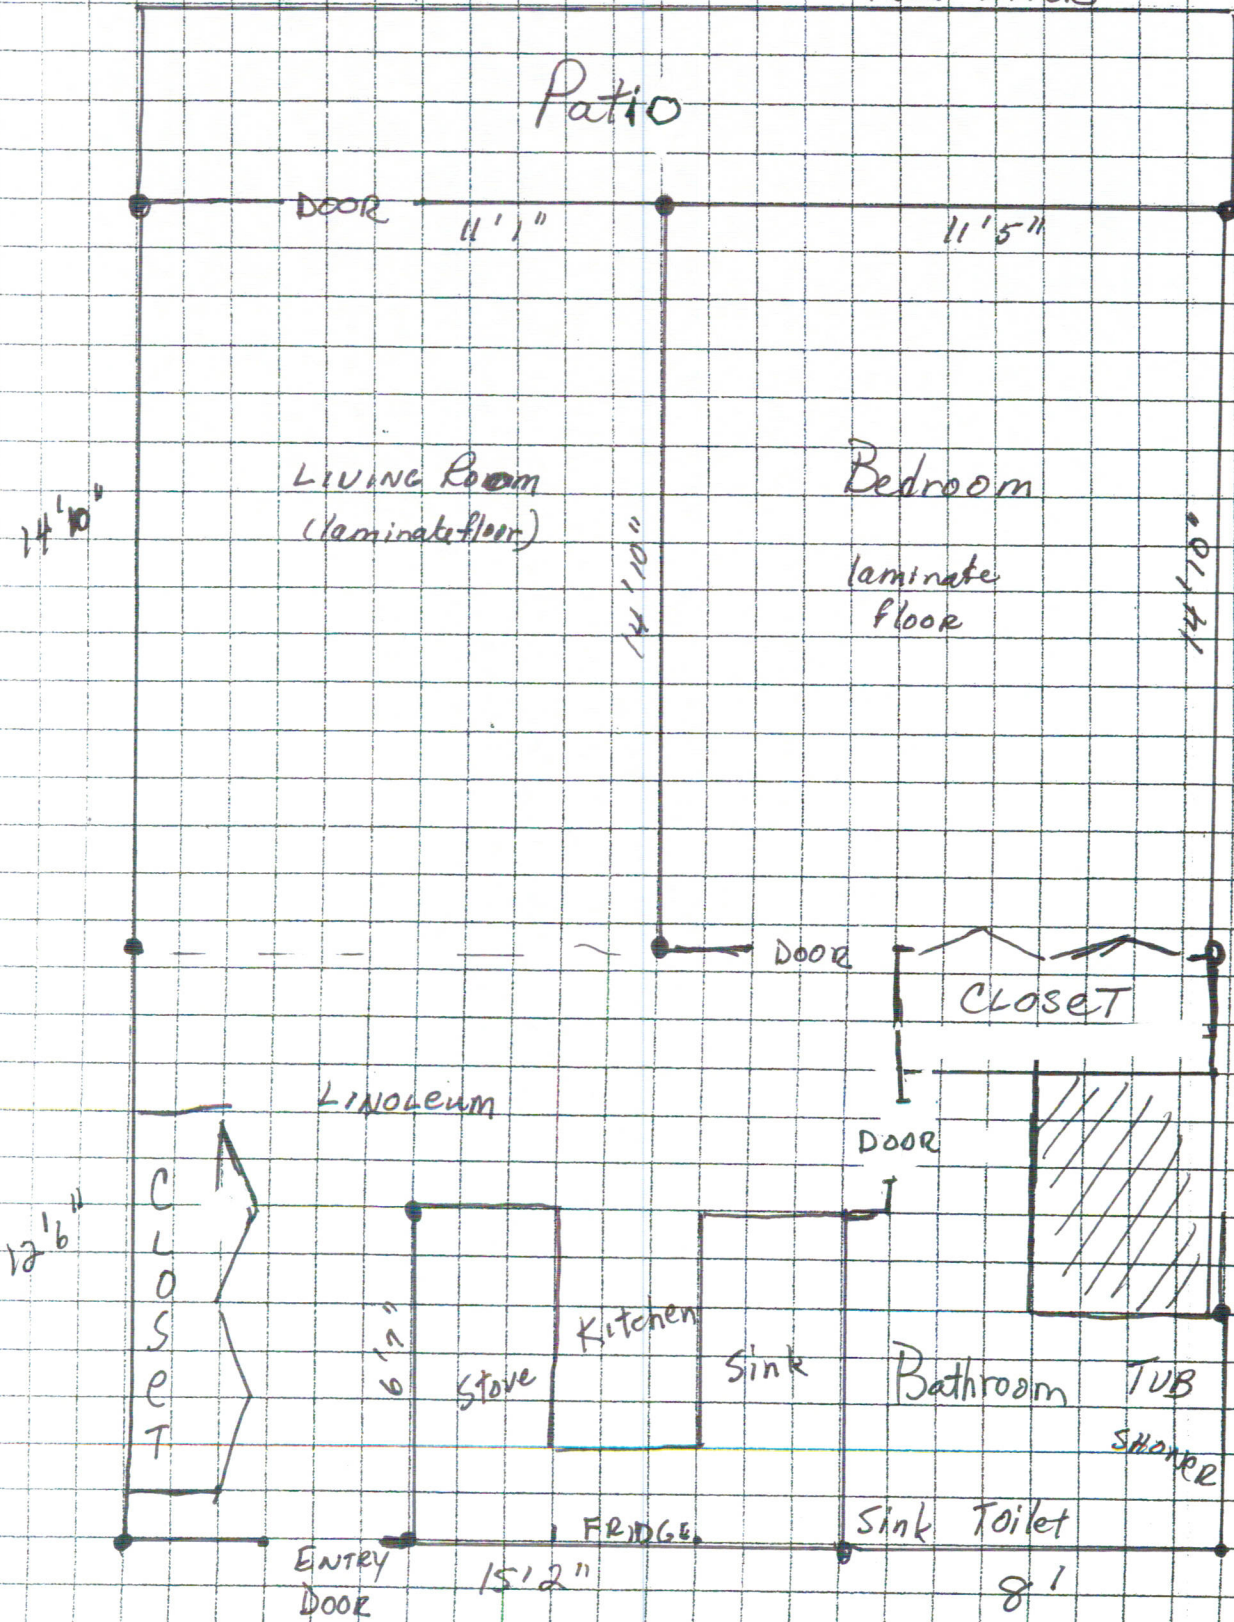 Patio
DOOR
11'1"
11'5"
LIVING Room
(laminate floor)
Bedroom
laminate
floor
14'10"
14'10"
14'10"
DOOR
CLOSET
LINOLEUM
DOOR
CLOSeT
12'6"
6'7"
Stove
Kitchen
Sink
Bathroom
TUB
SHOWER
FRIDGE
Sink Toilet
ENTRY
DOOR
15'2"
8'